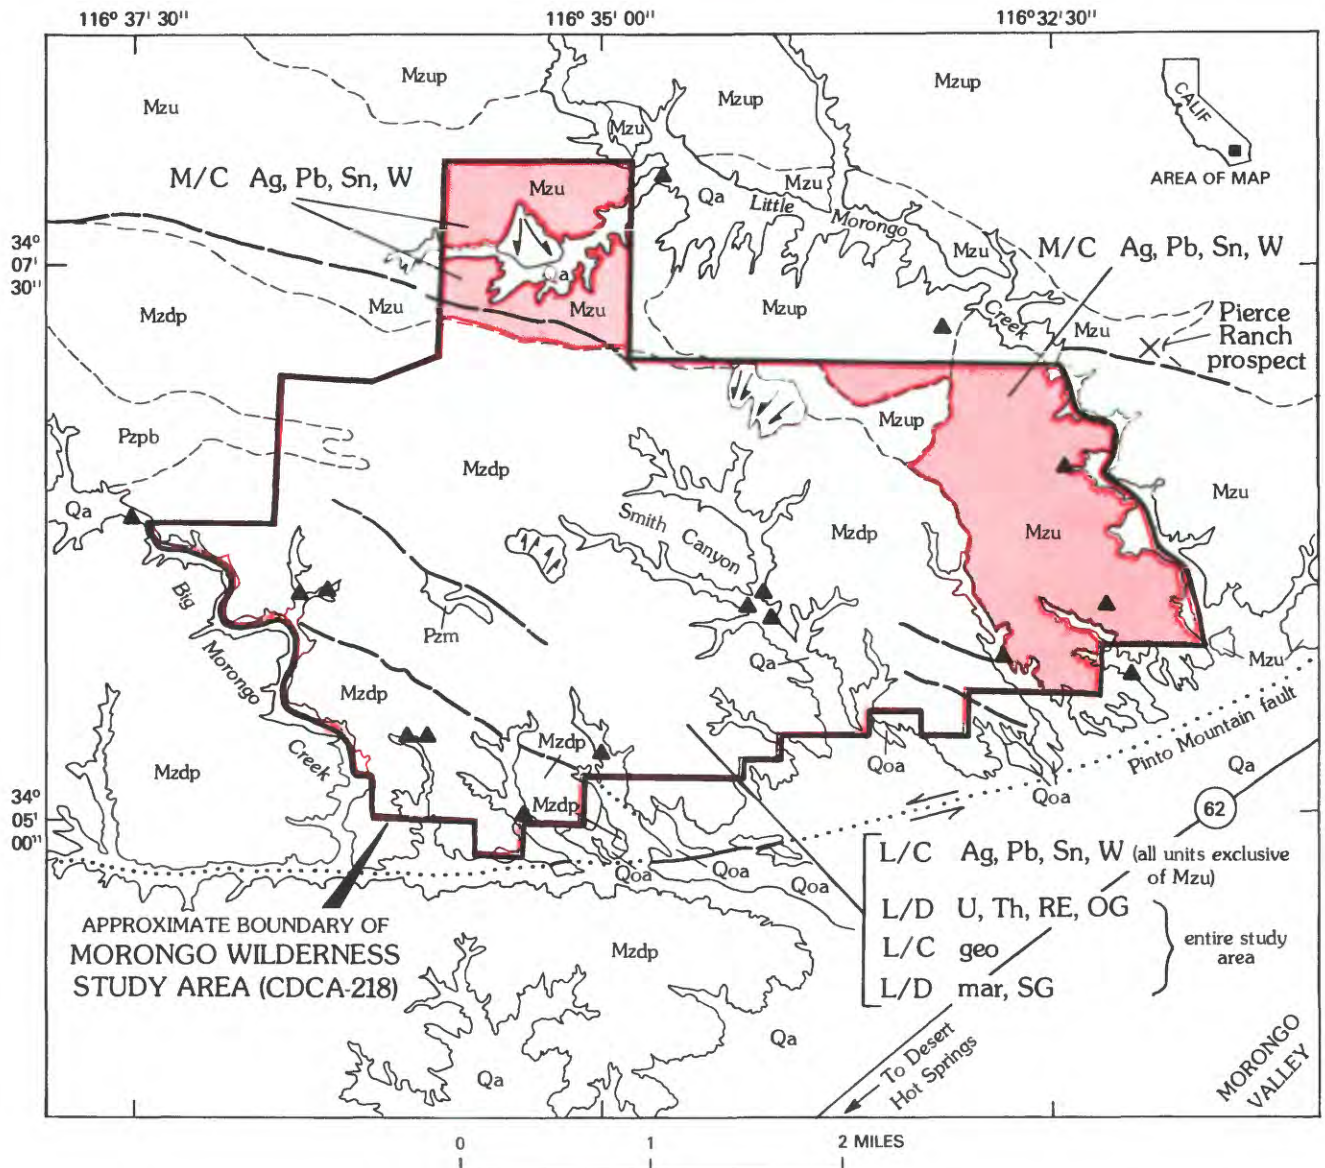 116° 37' 30"
116° 35' 00"
116° 32' 30"
Mzup
Mzu
Mzu
Mzup
Mzup
CALIF
AREA OF MAP
M/C Ag, Pb, Sn, W
Mzu
Qa
Little
Mzu
Morongo
Mzu
M/C Ag, Pb, Sn, W
34°
07'
30"
Qa
Mzu
Mzu
Mzdp
Mzup
Creek
Mzu
Pierce
Ranch
prospect
Pzpb
Mzup
Mzdp
Qa
Smith
Canyon
Mzdp
Mzu
Mzu
Big
Morongo
Creek
Pzm
Qa
Mzu
Mzdp
Mzdp
Mzdp
Mzdp
Qoa
Qoa
Pinto Mountain fault
Qa
62
34°
05'
00"
Qoa
Qoa
Qoa
L/C Ag, Pb, Sn, W (all units exclusive
of Mzu)
L/D U, Th, RE, OG
L/C geo
L/D mar, SG
entire study
area
APPROXIMATE BOUNDARY OF
MORONGO WILDERNESS
STUDY AREA (CDCA-218)
Mzdp
Qa
Qa
To Desert
Hot Springs
MORONGO
VALLEY
0 1 2 MILES